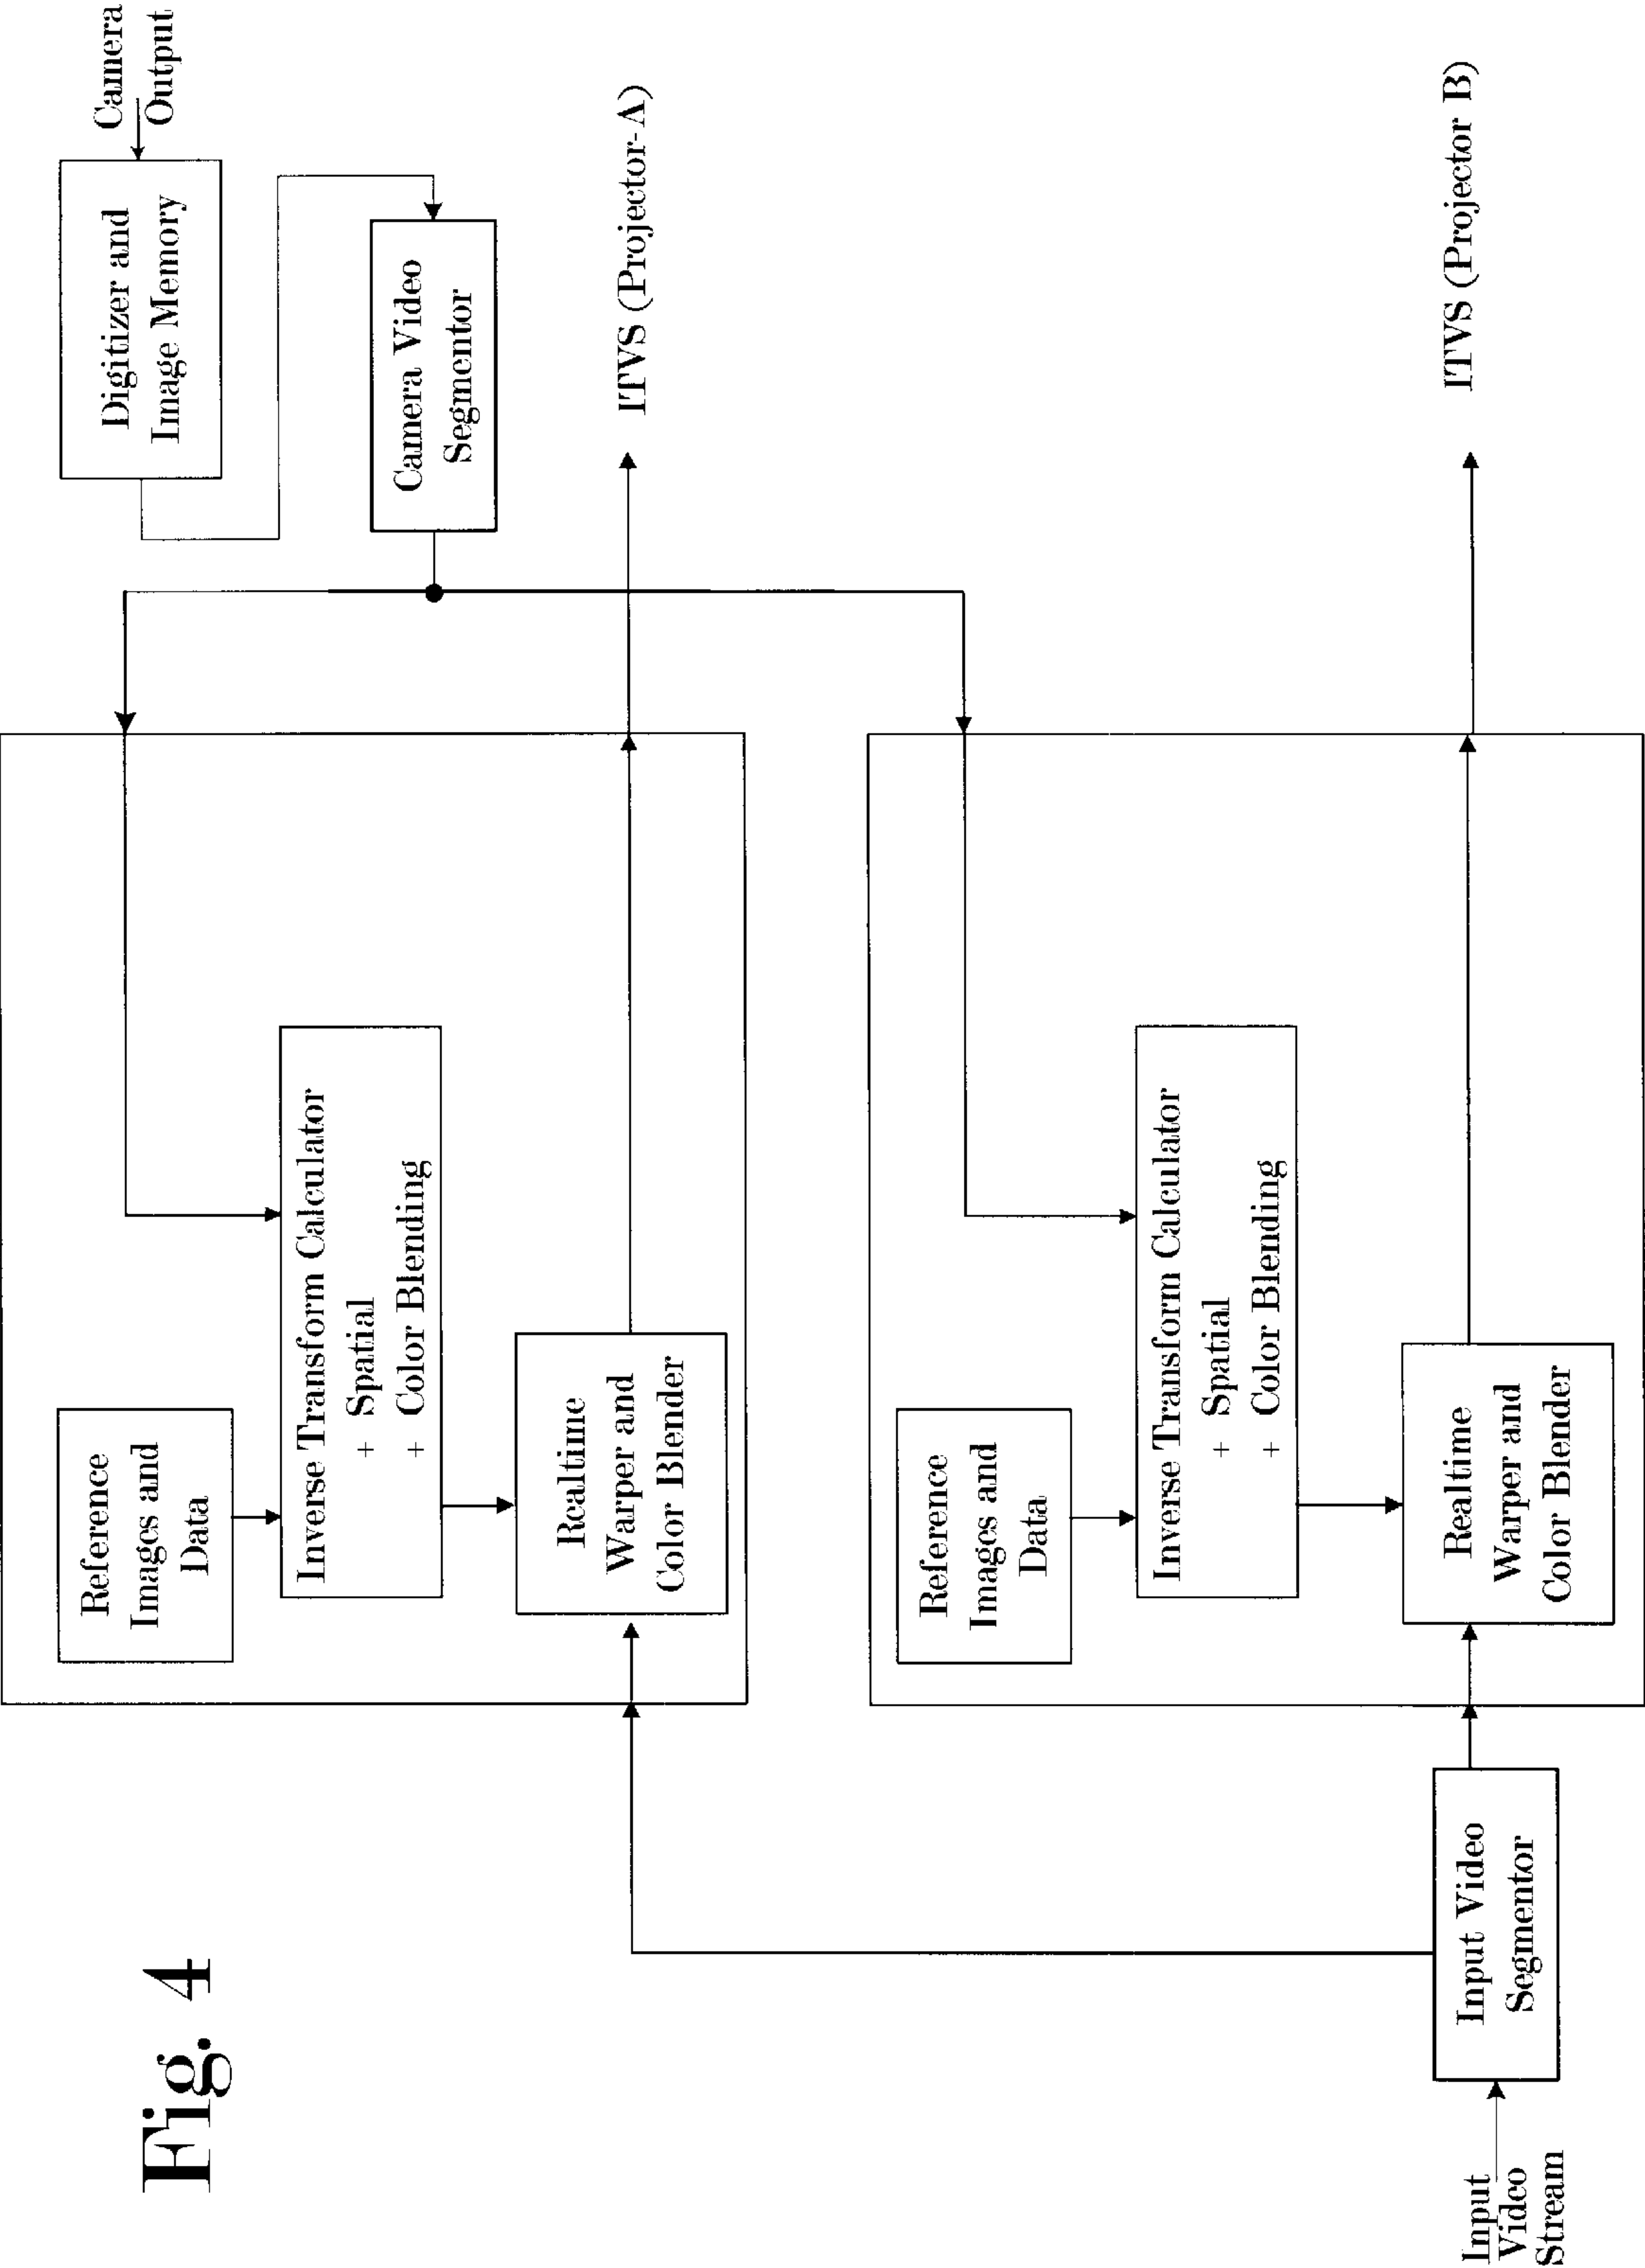 Fig. 4
Camera
Output
Digitizer and
Image Memory
Camera Video
Segmentor
Reference
Images and
Data
Inverse Transform Calculator
+ Spatial
+ Color Blending
Realtime
Warper and
Color Blender
ITVS (Projector-A)
Reference
Images and
Data
Inverse Transform Calculator
+ Spatial
+ Color Blending
Realtime
Warper and
Color Blender
ITVS (Projector B)
Input
Video
Stream
Input Video
Segmentor